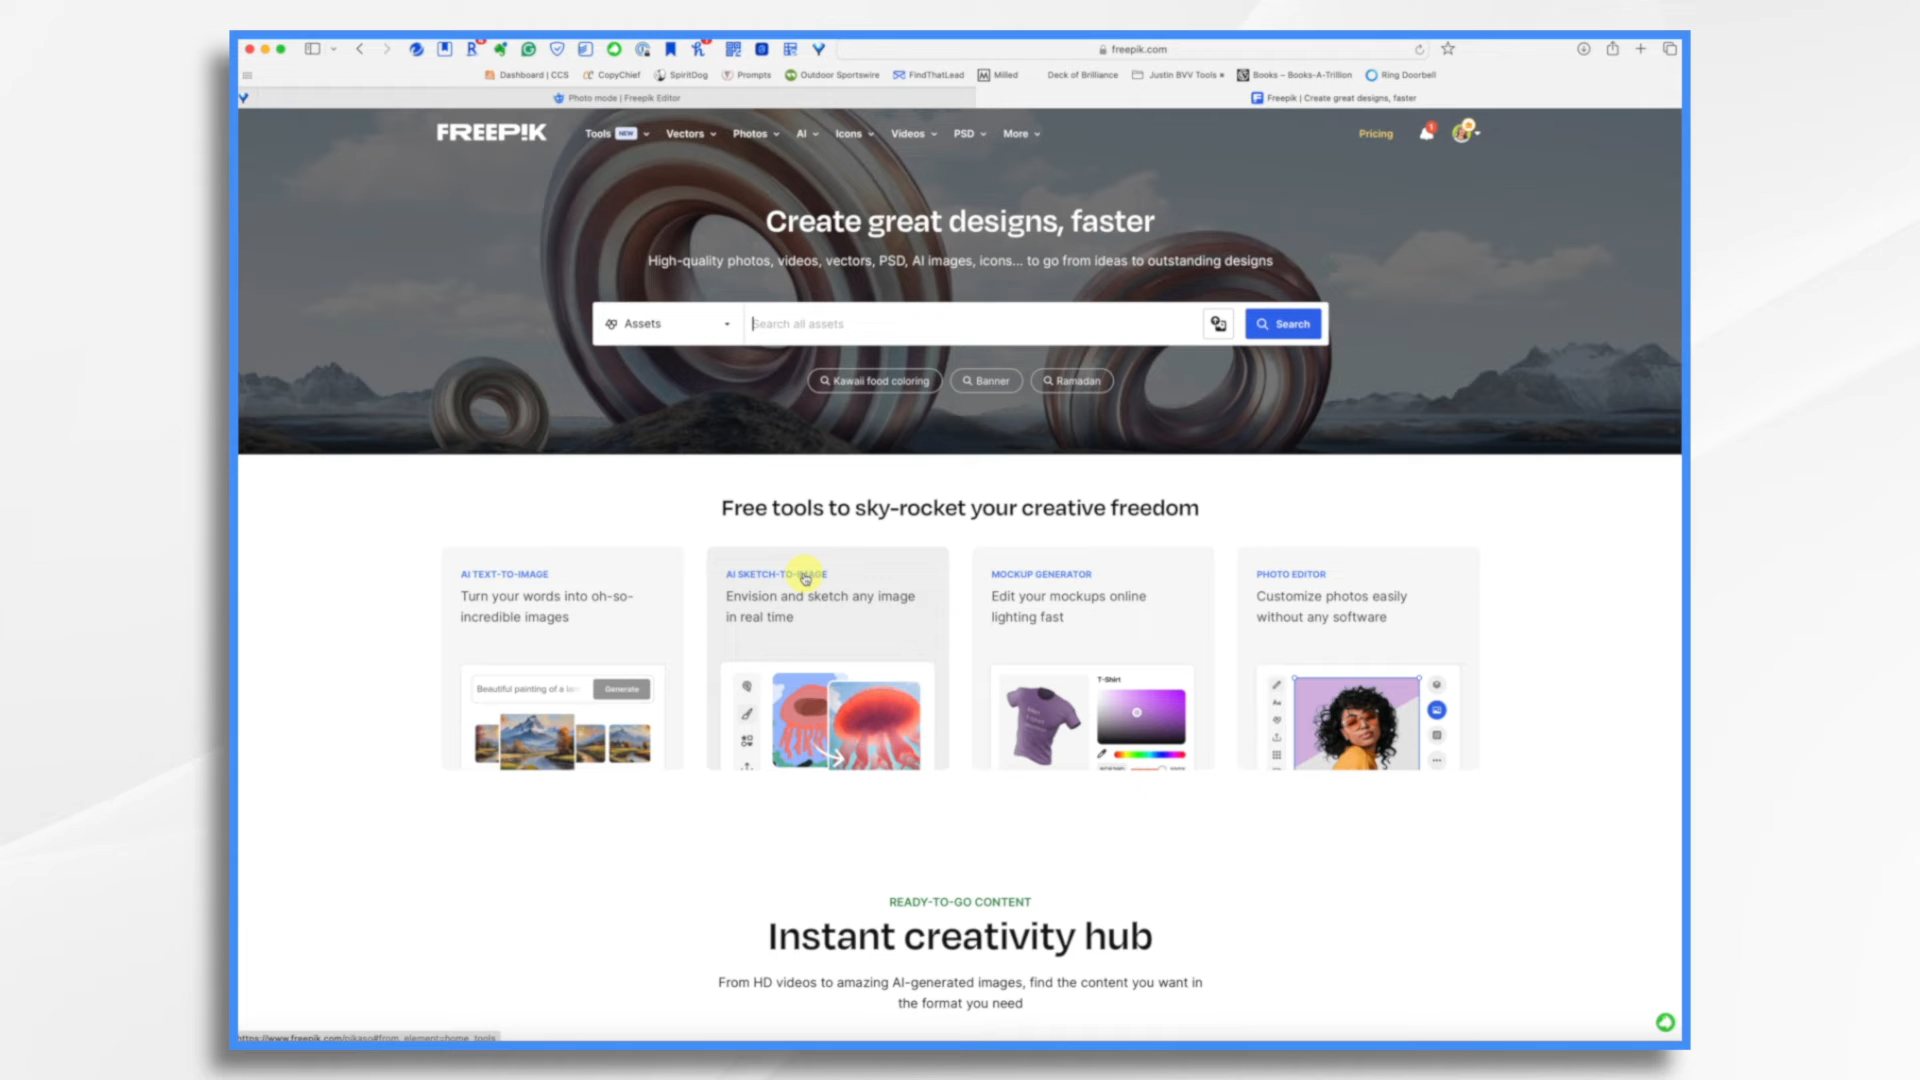 freepik.com
Dashboard | CCS
CopyChief
SpiritDog
Prompts
Outdoor Sportswire
FindThatLead
Milled
Deck of Brilliance
Justin BVV Tools
Books – Books-A-Trillion
Ring Doorbell
Photo mode | Freepik Editor
Freepik | Create great designs, faster
FREEP!K
Tools NEW
Vectors
Photos
AI
Icons
Videos
PSD
More
Pricing
1
Create great designs, faster
High-quality photos, videos, vectors, PSD, AI images, icons... to go from ideas to outstanding designs
Assets
Search all assets
Search
Kawaii food coloring
Banner
Ramadan
Free tools to sky-rocket your creative freedom
AI TEXT-TO-IMAGE
Turn your words into oh-so-
incredible images
Beautiful painting of a
Generate
AI SKETCH-TO-IMAGE
Envision and sketch any image
in real time
MOCKUP GENERATOR
Edit your mockups online
lighting fast
T-Shirt
PHOTO EDITOR
Customize photos easily
without any software
READY-TO-GO CONTENT
Instant creativity hub
From HD videos to amazing AI-generated images, find the content you want in
the format you need
https://www.freepik.com/pikaso#from_element=home_tools